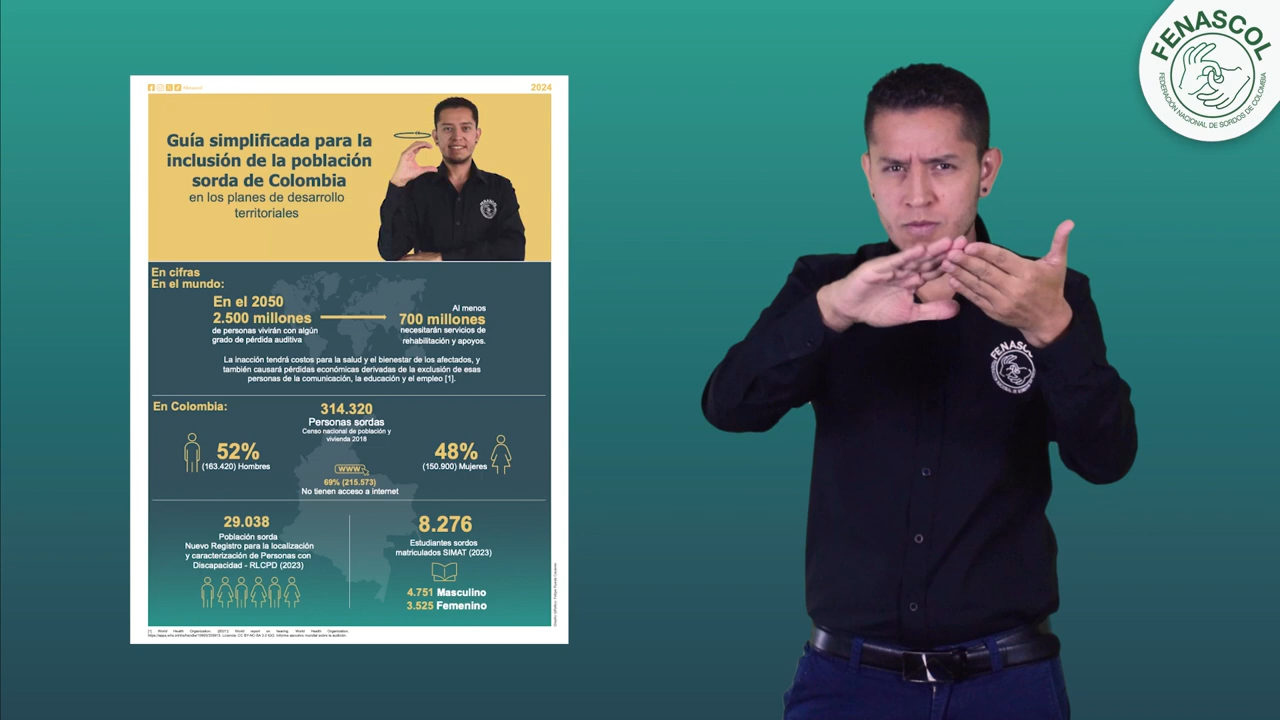 FENASCOL
FEDERACIÓN NACIONAL DE SORDOS DE COLOMBIA
2024
Guía simplificada para la
inclusión de la población
sorda de Colombia
en los planes de desarrollo
territoriales
En cifras
En el mundo:
En el 2050
2.500 millones
de personas vivirán con algún
grado de pérdida auditiva
Al menos
700 millones
necesitarán servicios de
rehabilitación y apoyos.
La inacción tendrá costos para la salud y el bienestar de los afectados, y
también causará pérdidas económicas derivadas de la exclusión de esas
personas de la comunicación, la educación y el empleo [1].
En Colombia:
314.320
Personas sordas
Censo nacional de población y
vivienda 2018
52%
(163.420) Hombres
48%
(150.900) Mujeres
WWW
69% (215.573)
No tienen acceso a internet
29.038
Población sorda
Nuevo Registro para la localización
y caracterización de Personas con
Discapacidad - RLCPD (2023)
8.276
Estudiantes sordos
matriculados SIMAT (2023)
4.751 Masculino
3.525 Femenino
FENASCOL